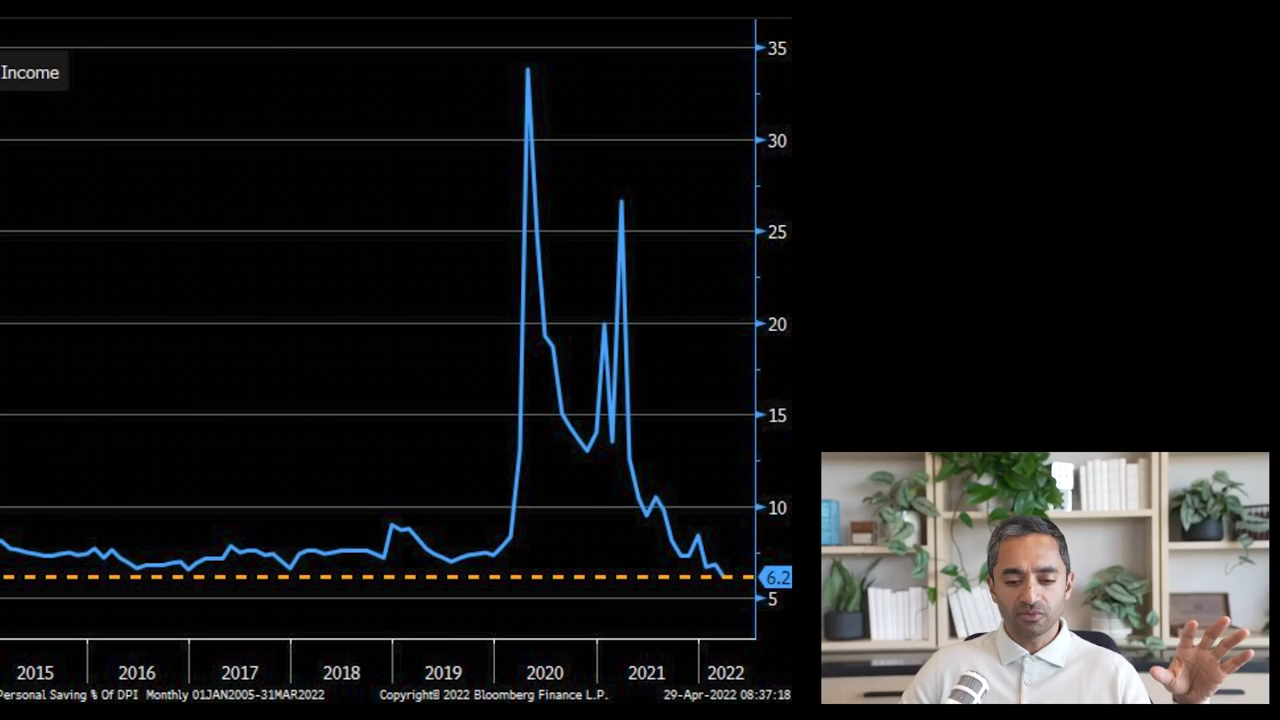 35
Income
30
25
20
15
10
6.2
5
2015 2016 2017 2018 2019 2020 2021 2022
Personal Saving % Of DPI Monthly 01JAN2005-31MAR2022 Copyright© 2022 Bloomberg Finance L.P. 29-Apr-2022 08:37:18